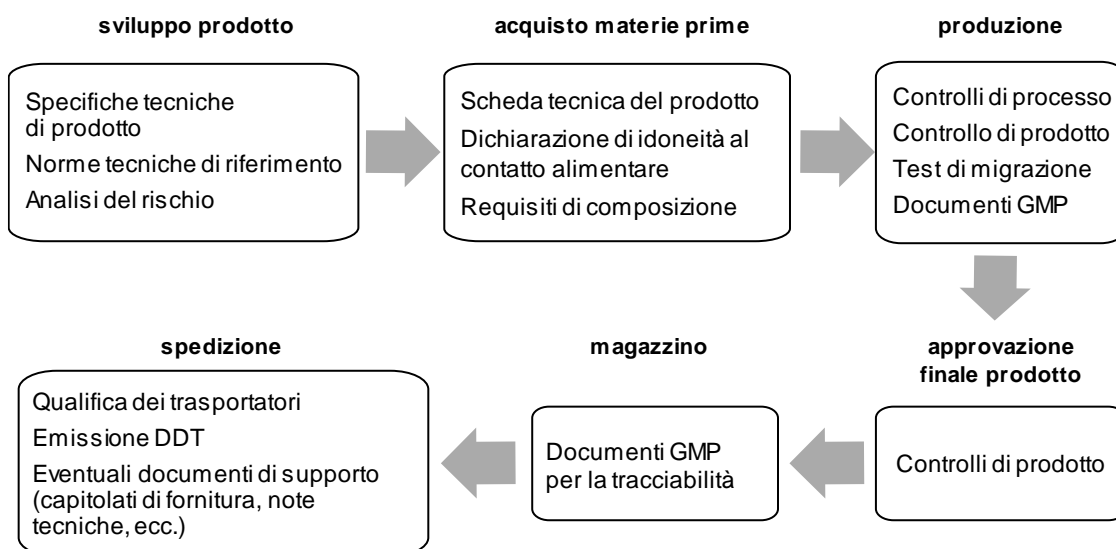 sviluppo prodotto
Specifiche tecniche
di prodotto
Norme tecniche di riferimento
Analisi del rischio
acquisto materie prime
Scheda tecnica del prodotto
Dichiarazione di idoneità al
contatto alimentare
Requisiti di composizione
produzione
Controlli di processo
Controllo di prodotto
Test di migrazione
Documenti GMP
approvazione
finale prodotto
Controlli di prodotto
magazzino
Documenti GMP
per la tracciabilità
spedizione
Qualifica dei trasportatori
Emissione DDT
Eventuali documenti di supporto
(capitolati di fornitura, note
tecniche, ecc.)